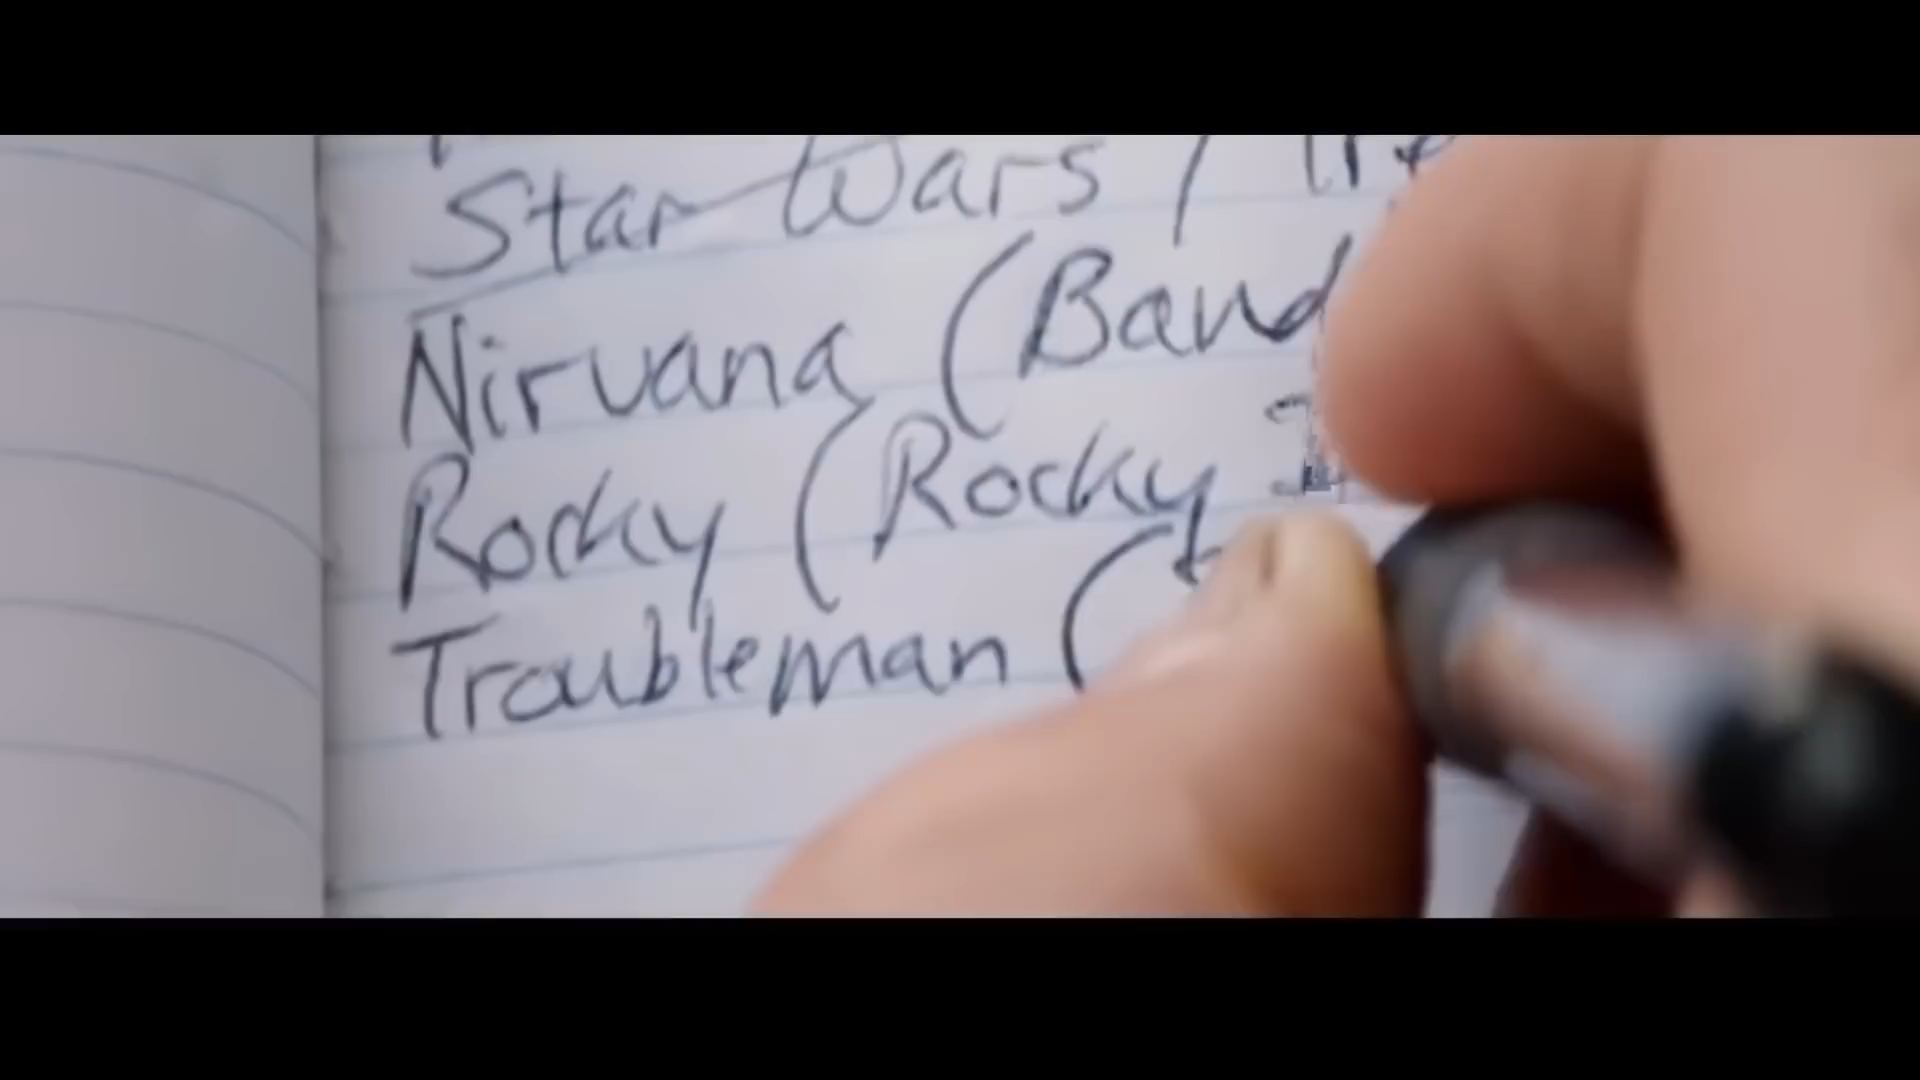 Star Wars /
Nirvana (Band
Rocky (Rocky
Troubleman (